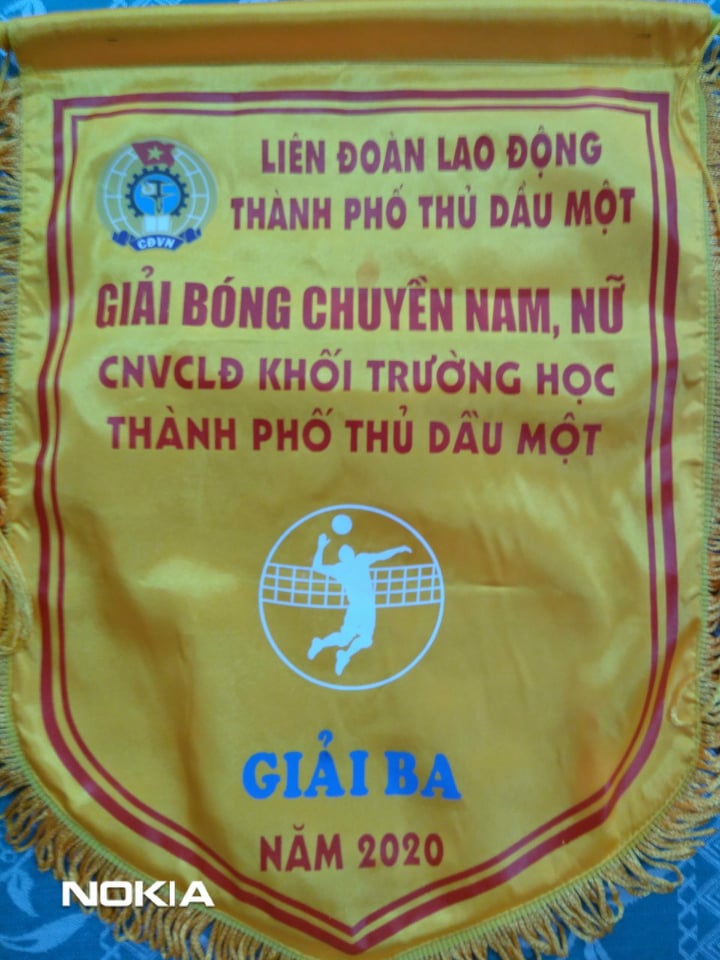 LIÊN ĐOÀN LAO ĐỘNG
THÀNH PHỐ THỦ DẦU MỘT
CĐVN
GIẢI BÓNG CHUYỀN NAM, NỮ
CNVCLĐ KHỐI TRƯỜNG HỌC
THÀNH PHỐ THỦ DẦU MỘT
GIẢI BA
NĂM 2020
NOKIA